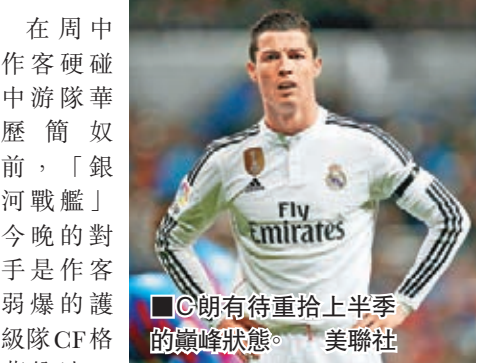 在周中
作客硬碰
中游隊華
歷簡奴
前，「銀
河戰艦」
今晚的對
手是作客
弱爆的護
級隊CF格
Fly
Emirates
■C朗有待重拾上半季
的巔峰狀態。 美聯社